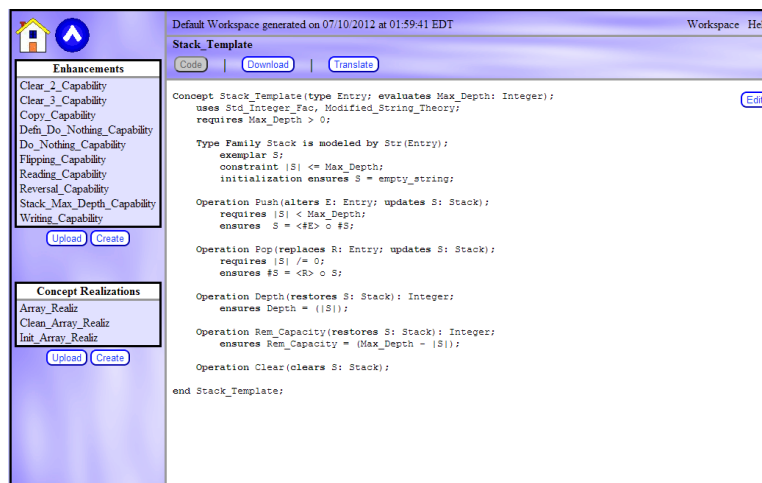 Default Workspace generated on 07/10/2012 at 01:59:41 EDT
Workspace
Stack_Template
Code | Download | Translate
Enhancements
Clear_2_Capability
Clear_3_Capability
Copy_Capability
Defn_Do_Nothing_Capability
Do_Nothing_Capability
Flipping_Capability
Reading_Capability
Reversal_Capability
Stack_Max_Depth_Capability
Writing_Capability
Upload Create
Concept Realizations
Array_Realiz
Clean_Array_Realiz
Init_Array_Realiz
Upload Create
Concept Stack_Template(type Entry; evaluates Max_Depth: Integer);
uses Std_Integer_Fac, Modified_String_Theory;
requires Max_Depth > 0;
Type Family Stack is modeled by Str(Entry);
exemplar S;
constraint |S| <= Max_Depth;
initialization ensures S = empty_string;
Operation Push(alters E: Entry; updates S: Stack);
requires |S| < Max_Depth;
ensures S = <#E> o #S;
Operation Pop(replaces R: Entry; updates S: Stack);
requires |S| /= 0;
ensures #S = <R> o S;
Operation Depth(restores S: Stack): Integer;
ensures Depth = (|S|);
Operation Rem_Capacity(restores S: Stack): Integer;
ensures Rem_Capacity = (Max_Depth - |S|);
Operation Clear(clears S: Stack);
end Stack_Template;
Edit